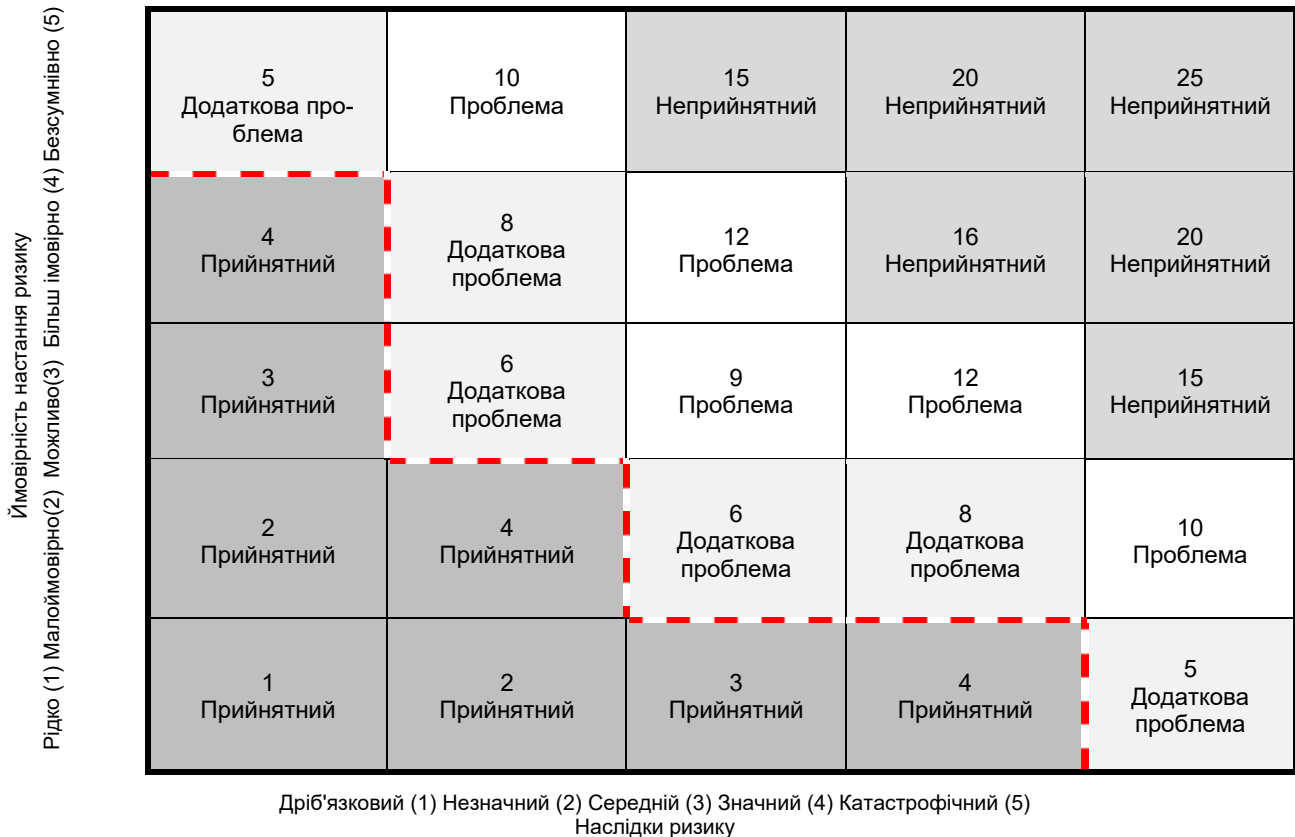 Ймовірність настання ризику
Рідко (1) Малоймовірно(2) Можливо(3) Більш імовірно (4) Безсумнівно (5)
5
Додаткова про-
блема
10
Проблема
15
Неприйнятний
20
Неприйнятний
25
Неприйнятний
4
Прийнятний
8
Додаткова
проблема
12
Проблема
16
Неприйнятний
20
Неприйнятний
3
Прийнятний
6
Додаткова
проблема
9
Проблема
12
Проблема
15
Неприйнятний
2
Прийнятний
4
Прийнятний
6
Додаткова
проблема
8
Додаткова
проблема
10
Проблема
1
Прийнятний
2
Прийнятний
3
Прийнятний
4
Прийнятний
5
Додаткова
проблема
Дріб'язковий (1) Незначний (2) Середній (3) Значний (4) Катастрофічний (5)
Наслідки ризику